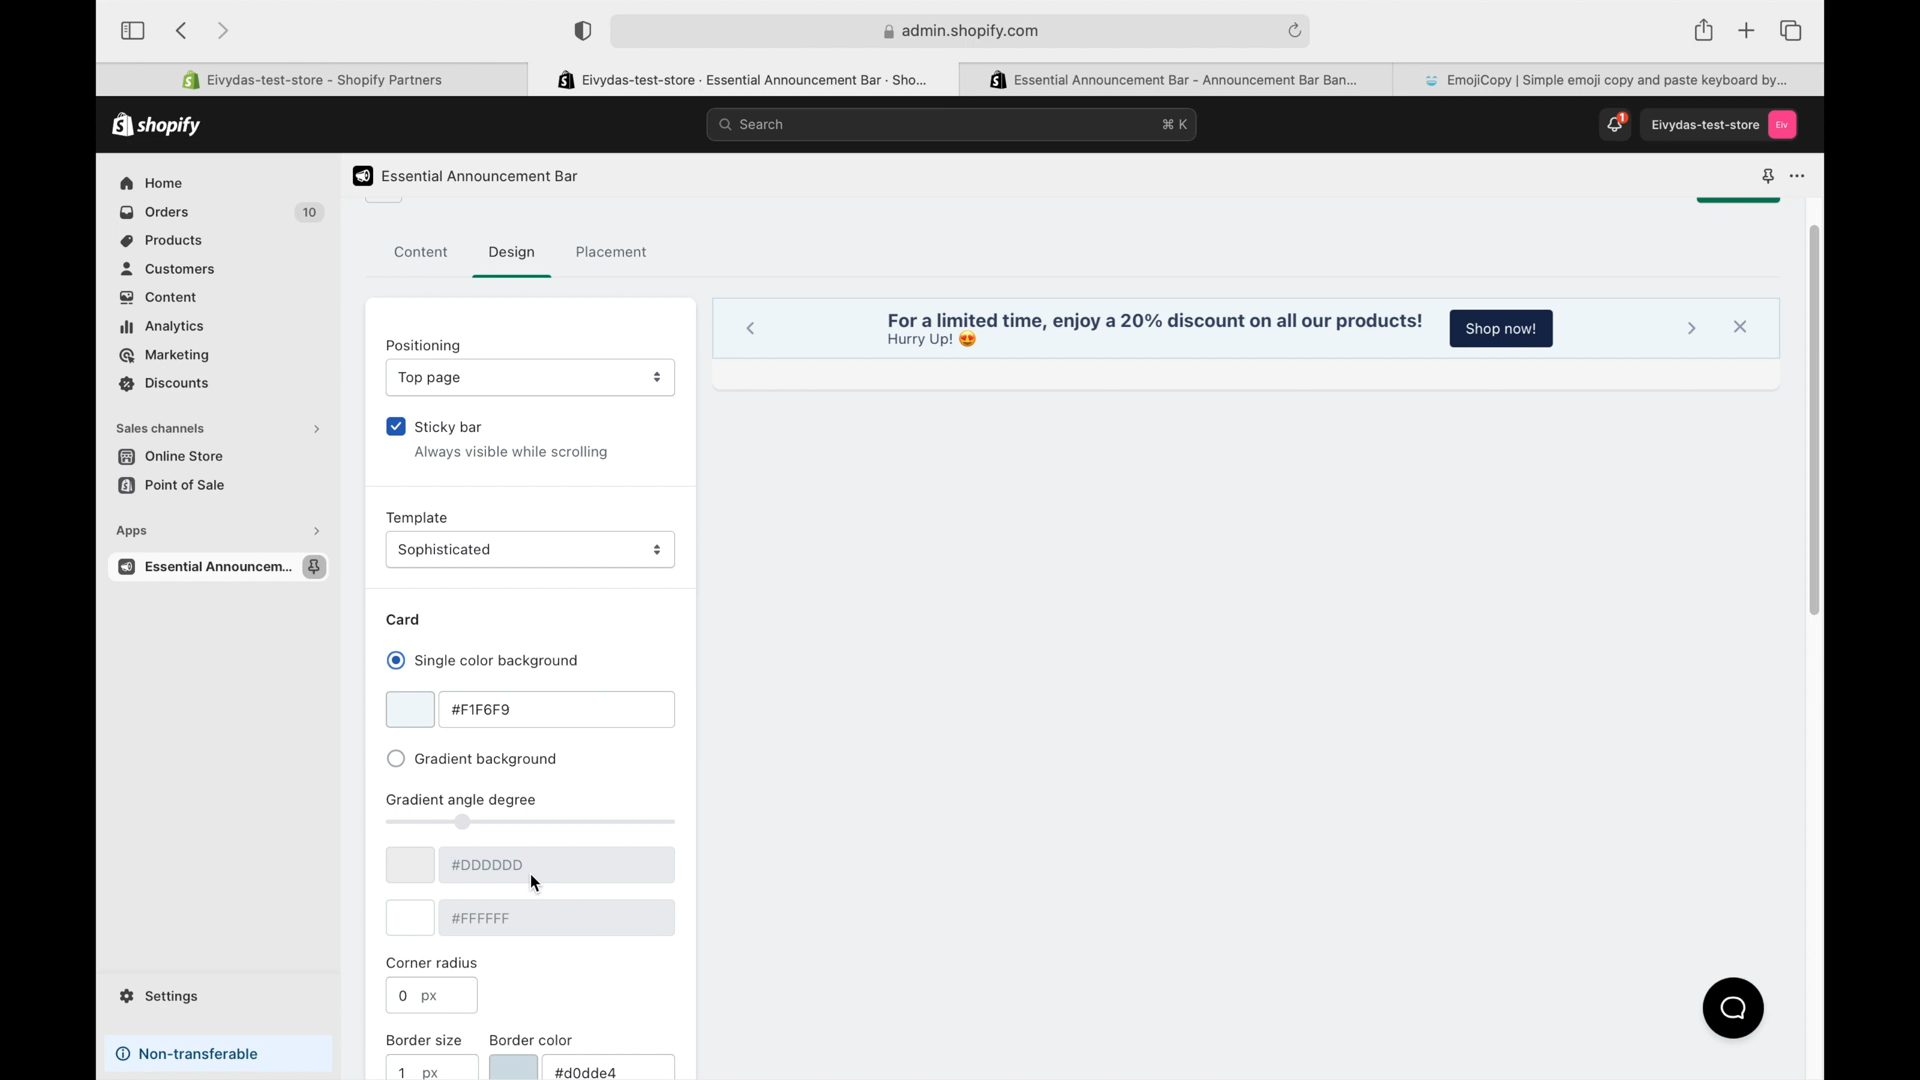 admin.shopify.com
Eivydas-test-store - Shopify Partners
Eivydas-test-store · Essential Announcement Bar · Sho...
Essential Announcement Bar - Announcement Bar Ban...
EmojiCopy | Simple emoji copy and paste keyboard by...
shopify
Search
⌘ K
1
Eivydas-test-store
Eiv
Home
Orders
10
Products
Customers
Content
Analytics
Marketing
Discounts
Sales channels
Online Store
Point of Sale
Apps
Essential Announcem...
Settings
Non-transferable
Essential Announcement Bar
Content
Design
Placement
Positioning
Top page
Sticky bar
Always visible while scrolling
Template
Sophisticated
Card
Single color background
#F1F6F9
Gradient background
Gradient angle degree
#DDDDDD
#FFFFFF
Corner radius
0 px
Border size
Border color
1 px
#d0dde4
For a limited time, enjoy a 20% discount on all our products!
Hurry Up! 😍
Shop now!